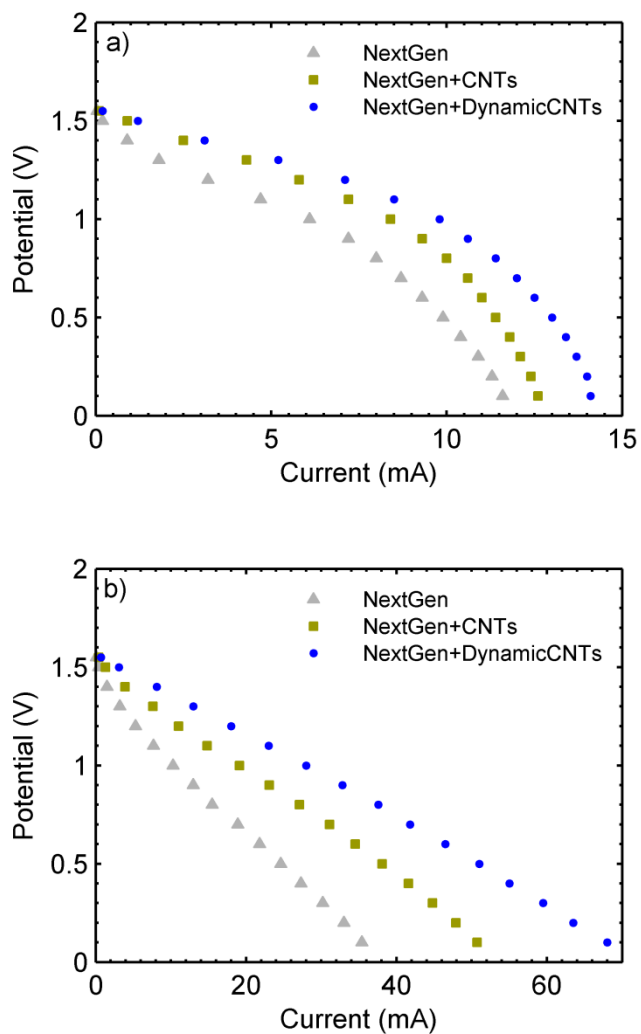 2
a)
NextGen
NextGen+CNTs
NextGen+DynamicCNTs
1.5
1
0.5
0
Potential (V)
0 5 10 15
Current (mA)
2
b)
NextGen
NextGen+CNTs
NextGen+DynamicCNTs
1.5
1
0.5
0
Potential (V)
0 20 40 60
Current (mA)